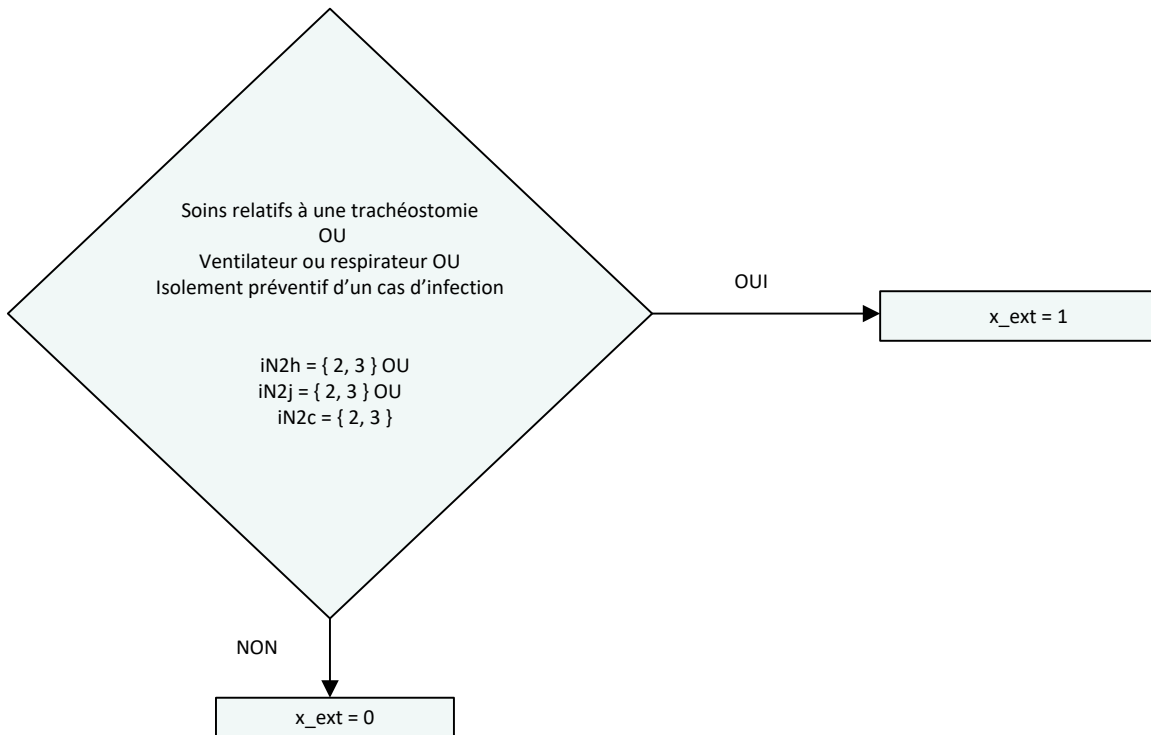 Soins relatifs à une trachéostomie
OU
Ventilateur ou respirateur OU
Isolement préventif d’un cas d’infection
iN2h = { 2, 3 } OU
iN2j = { 2, 3 } OU
iN2c = { 2, 3 }
OUI
x_ext = 1
NON
x_ext = 0